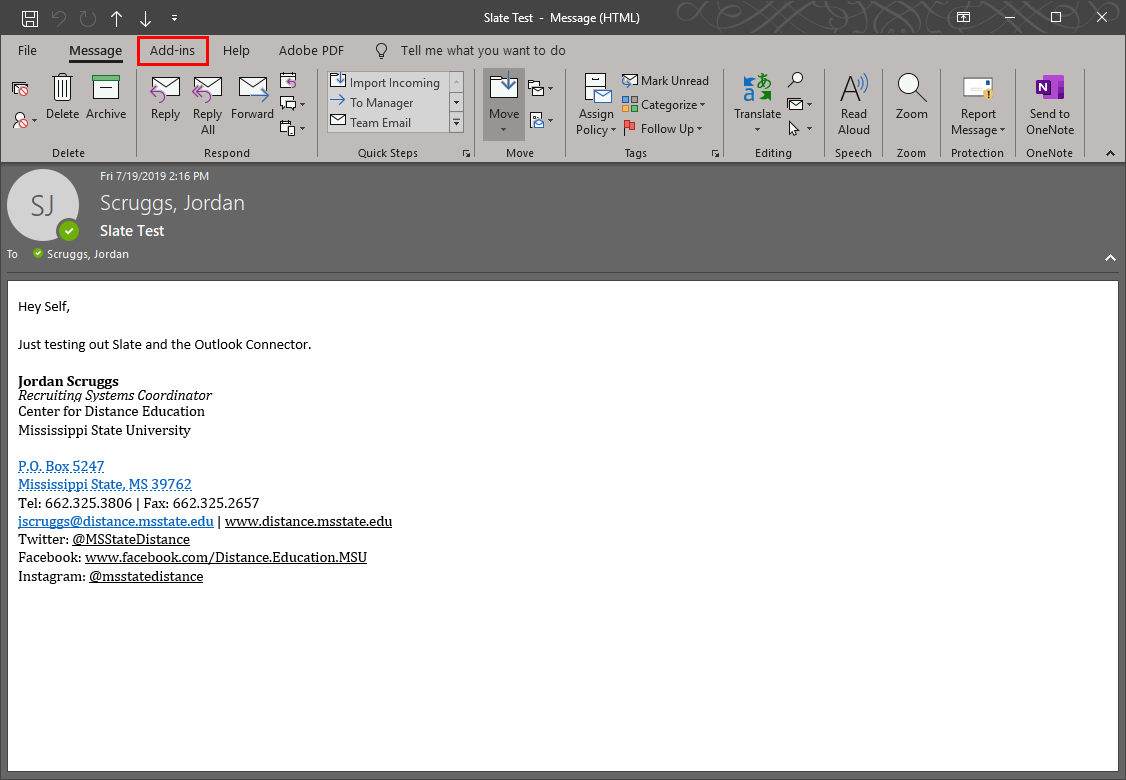 Slate Test - Message (HTML)
File Message Add-ins Help Adobe PDF Tell me what you want to do
Delete Archive
Delete
Reply Reply All Forward
Respond
Import Incoming
To Manager
Team Email
Quick Steps
Move
Move
Assign Policy
Mark Unread
Categorize
Follow Up
Tags
Translate
Editing
Read Aloud
Speech
Zoom
Zoom
Report Message
Protection
Send to OneNote
OneNote
SJ
Fri 7/19/2019 2:16 PM
Scruggs, Jordan
Slate Test
To Scruggs, Jordan
Hey Self,
Just testing out Slate and the Outlook Connector.
Jordan Scruggs
Recruiting Systems Coordinator
Center for Distance Education
Mississippi State University
P.O. Box 5247
Mississippi State, MS 39762
Tel: 662.325.3806 | Fax: 662.325.2657
jscruggs@distance.msstate.edu | www.distance.msstate.edu
Twitter: @MSStateDistance
Facebook: www.facebook.com/Distance.Education.MSU
Instagram: @msstatedistance